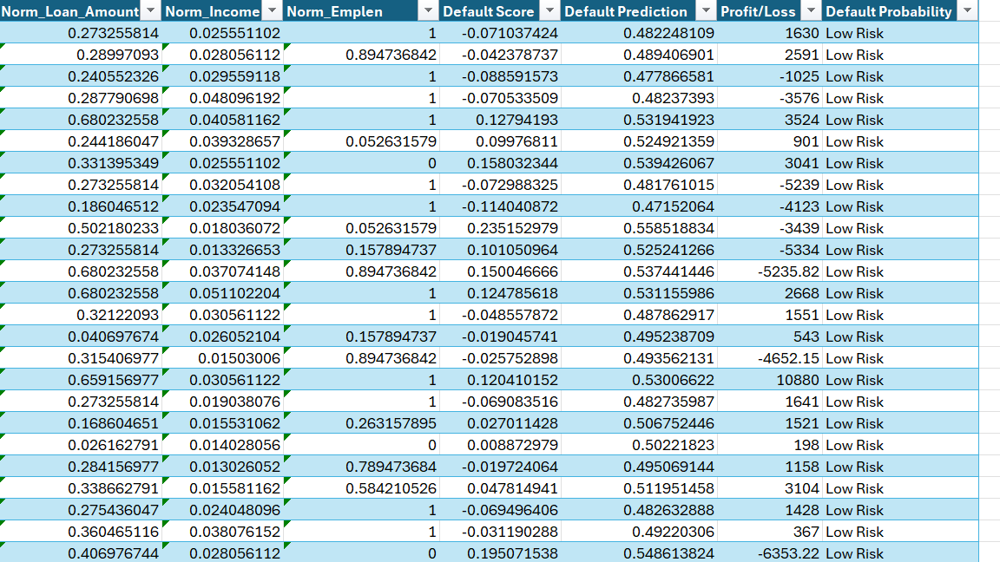 Norm_Loan_Amount Norm_Income Norm_Emplen Default Score Default Prediction Profit/Loss Default Probability
0.273255814 0.025551102 1 -0.071037424 0.482248109 1630 Low Risk
0.28997093 0.028056112 0.894736842 -0.042378737 0.489406901 2591 Low Risk
0.240552326 0.029559118 1 -0.088591573 0.477866581 -1025 Low Risk
0.287790698 0.048096192 1 -0.070533509 0.48237393 -3576 Low Risk
0.680232558 0.040581162 1 0.12794193 0.531941923 3524 Low Risk
0.244186047 0.039328657 0.052631579 0.09976811 0.524921359 901 Low Risk
0.331395349 0.025551102 0 0.158032344 0.539426067 3041 Low Risk
0.273255814 0.032054108 1 -0.072988325 0.481761015 -5239 Low Risk
0.186046512 0.023547094 1 -0.114040872 0.47152064 -4123 Low Risk
0.502180233 0.018036072 0.052631579 0.235152979 0.558518834 -3439 Low Risk
0.273255814 0.013326653 0.157894737 0.101050964 0.525241266 -5334 Low Risk
0.680232558 0.037074148 0.894736842 0.150046666 0.537441446 -5235.82 Low Risk
0.680232558 0.051102204 1 0.124785618 0.531155986 2668 Low Risk
0.32122093 0.030561122 1 -0.048557872 0.487862917 1551 Low Risk
0.040697674 0.026052104 0.157894737 -0.019045741 0.495238709 543 Low Risk
0.315406977 0.01503006 0.894736842 -0.025752898 0.493562131 -4652.15 Low Risk
0.659156977 0.030561122 1 0.120410152 0.53006622 10880 Low Risk
0.273255814 0.019038076 1 -0.069083516 0.482735987 1641 Low Risk
0.168604651 0.015531062 0.263157895 0.027011428 0.506752446 1521 Low Risk
0.026162791 0.014028056 0 0.008872979 0.50221823 198 Low Risk
0.284156977 0.013026052 0.789473684 -0.019724064 0.495069144 1158 Low Risk
0.338662791 0.015581162 0.584210526 0.047814941 0.511951458 3104 Low Risk
0.275436047 0.024048096 1 -0.069496406 0.482632888 1428 Low Risk
0.360465116 0.038076152 1 -0.031190288 0.49220306 367 Low Risk
0.406976744 0.028056112 0 0.195071538 0.548613824 -6353.22 Low Risk